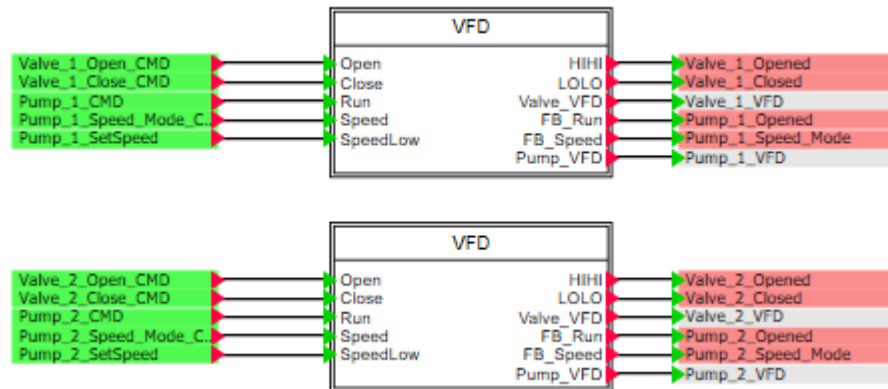 VFD
Valve_1_Open_CMD Open HIHI Valve_1_Opened
Valve_1_Close_CMD Close LOLO Valve_1_Closed
Pump_1_CMD Run Valve_VFD Valve_1_VFD
Pump_1_Speed_Mode_C... Speed FB_Run Pump_1_Opened
Pump_1_SetSpeed SpeedLow FB_Speed Pump_1_Speed_Mode
Pump_VFD Pump_1_VFD
VFD
Valve_2_Open_CMD Open HIHI Valve_2_Opened
Valve_2_Close_CMD Close LOLO Valve_2_Closed
Pump_2_CMD Run Valve_VFD Valve_2_VFD
Pump_2_Speed_Mode_C... Speed FB_Run Pump_2_Opened
Pump_2_SetSpeed SpeedLow FB_Speed Pump_2_Speed_Mode
Pump_VFD Pump_2_VFD